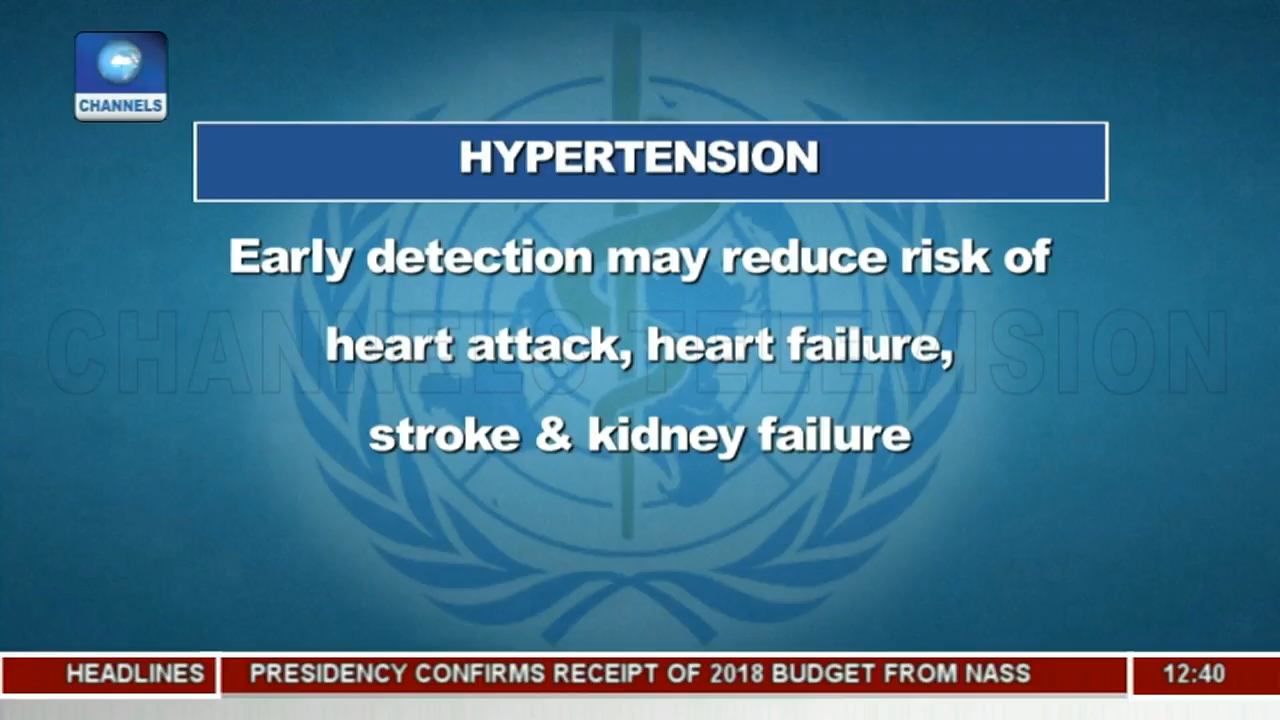 CHANNELS
HYPERTENSION
Early detection may reduce risk of
heart attack, heart failure,
CHANNELS TELEVISION
stroke & kidney failure
HEADLINES
PRESIDENCY CONFIRMS RECEIPT OF 2018 BUDGET FROM NASS
12:40